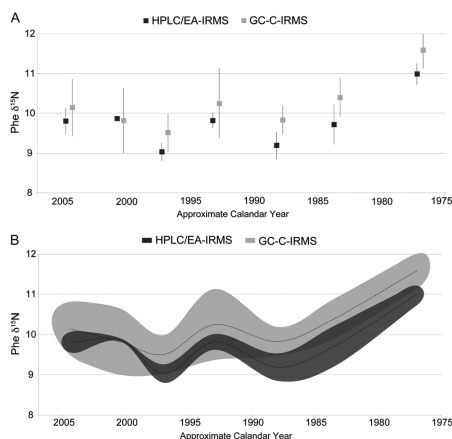 A
HPLC/EA-IRMS GC-C-IRMS
12
11
10
9
8
Phe δ¹⁵N
2005 2000 1995 1990 1985 1980 1975
Approximate Calandar Year
B
HPLC/EA-IRMS GC-C-IRMS
12
11
10
9
8
Phe δ¹⁵N
2005 2000 1995 1990 1985 1980 1975
Approximate Calandar Year